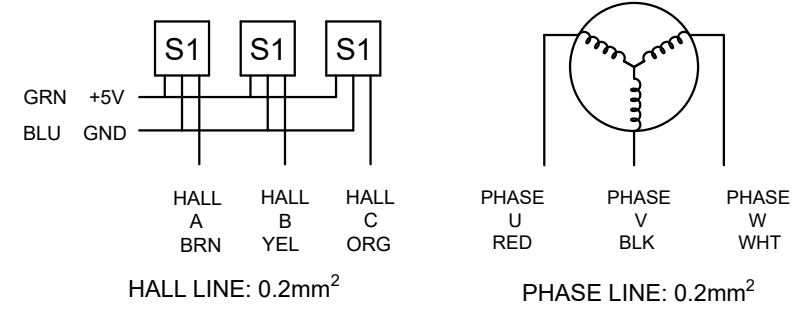 S1 S1 S1
GRN +5V
BLU GND
HALL HALL HALL
A B C
BRN YEL ORG
HALL LINE: 0.2mm²
PHASE PHASE PHASE
U V W
RED BLK WHT
PHASE LINE: 0.2mm²